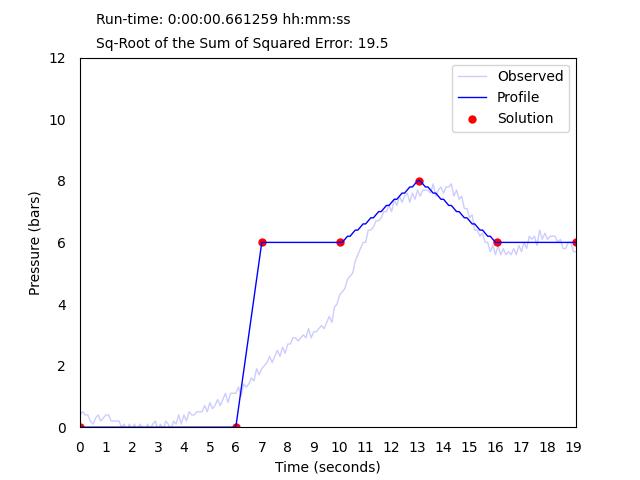 Run-time: 0:00:00.661259 hh:mm:ss
Sq-Root of the Sum of Squared Error: 19.5
12
10
8
6
4
2
0
Pressure (bars)
Observed
Profile
Solution
0 1 2 3 4 5 6 7 8 9 10 11 12 13 14 15 16 17 18 19
Time (seconds)